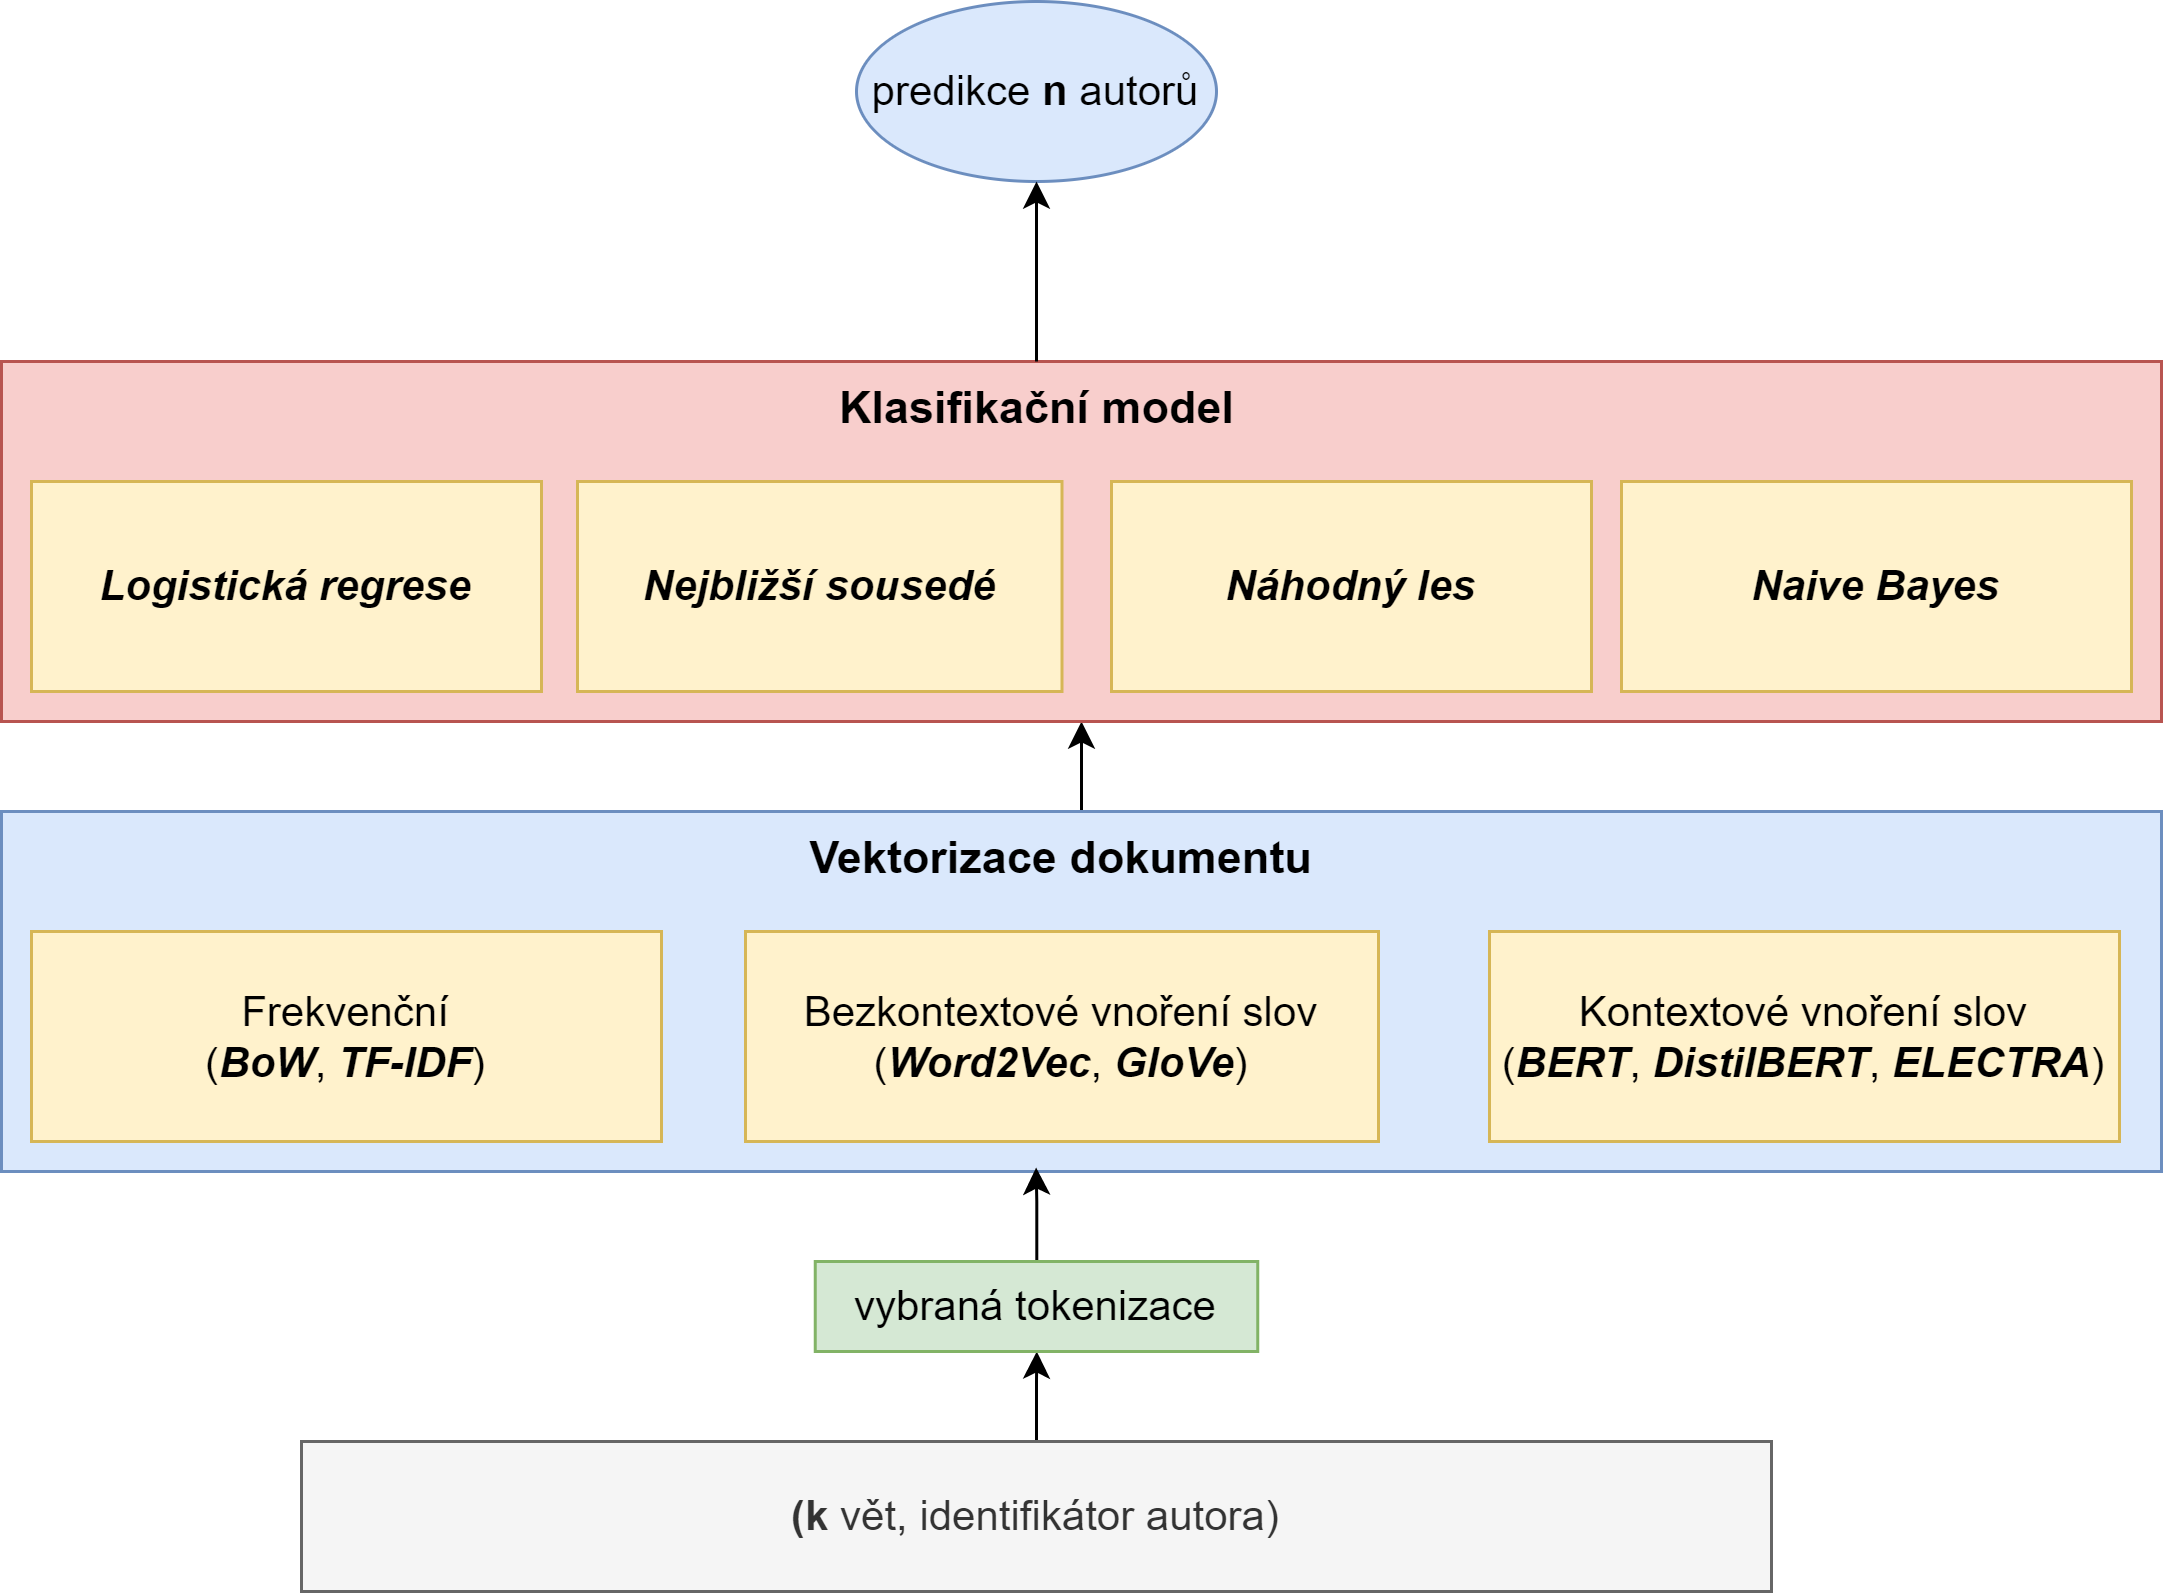 predikce n autorů
Klasifikační model
Logistická regrese
Nejbližší sousedé
Náhodný les
Naive Bayes
Vektorizace dokumentu
Frekvenční
(BoW, TF-IDF)
Bezkontextové vnoření slov
(Word2Vec, GloVe)
Kontextové vnoření slov
(BERT, DistilBERT, ELECTRA)
vybraná tokenizace
(k vět, identifikátor autora)